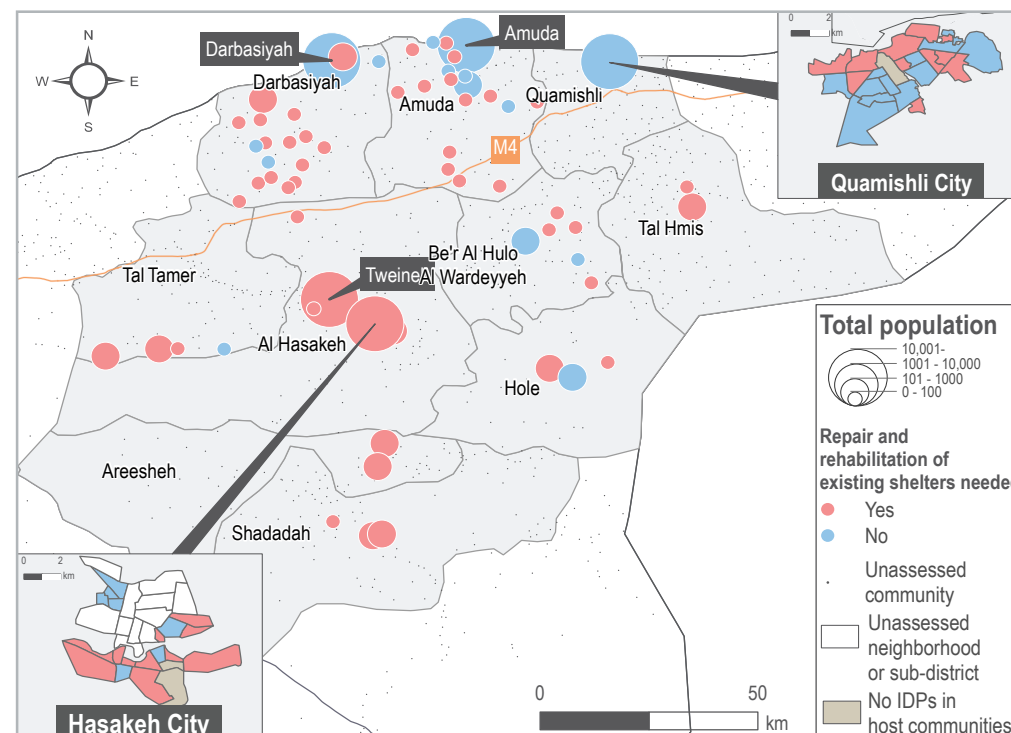 N
W
E
S
Darbasiyah
Amuda
0 2
km
Darbasiyah
Amuda
Quamishli
M4
Quamishli City
Tal Hmis
Be'r Al Hulo
Al Wardeyyeh
Tal Tamer
Tweine
Al Hasakeh
Hole
Areesheh
Shadadah
0 2
km
Hasakeh City
0 50
km
Total population
10,001-
1001 - 10,000
101 - 1000
0 - 100
Repair and
rehabilitation of
existing shelters neede
Yes
No
Unassessed
community
Unassessed
neighborhood
or sub-district
No IDPs in
host communities